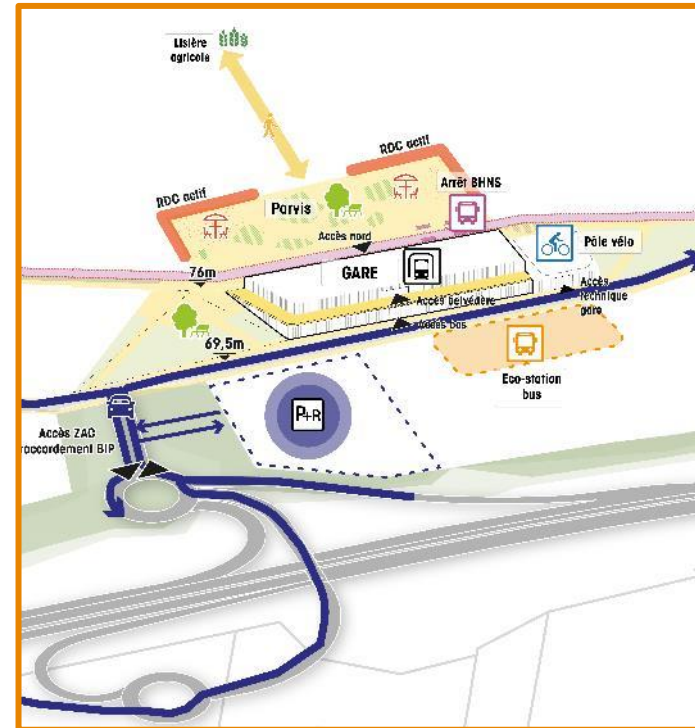 Lisière
agricole
RDC actif
RDC actif
Arrêt BHNS
Parvis
Accès nord
Pôle vélo
76m
GARE
Accès
technique
gare
Accès belvédère
Accès bas
69,5m
Eco-station
bus
P+R
Accès ZAC
raccordement BIP